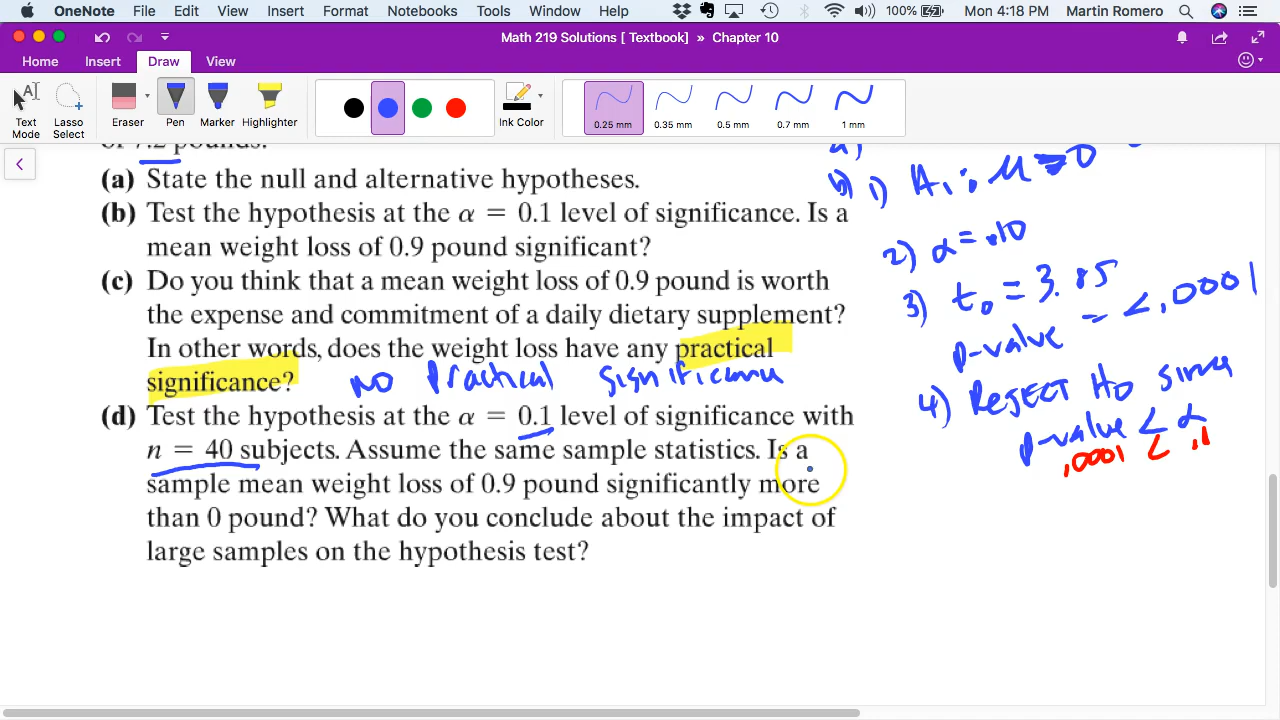 OneNote File Edit View Insert Format Notebooks Tools Window Help 100% Mon 4:18 PM Martin Romero
Math 219 Solutions [ Textbook] » Chapter 10
Home Insert Draw View
Text Mode
Lasso Select
Eraser
Pen
Marker
Highlighter
Ink Color
0.25 mm
0.35 mm
0.5 mm
0.7 mm
1 mm
of 7.2 pounds.
(a) State the null and alternative hypotheses.
(b) Test the hypothesis at the α = 0.1 level of significance. Is a
mean weight loss of 0.9 pound significant?
(c) Do you think that a mean weight loss of 0.9 pound is worth
the expense and commitment of a daily dietary supplement?
In other words, does the weight loss have any practical
significance?
No Practical Significance
(d) Test the hypothesis at the α = 0.1 level of significance with
n = 40 subjects. Assume the same sample statistics. Is a
sample mean weight loss of 0.9 pound significantly more
than 0 pound? What do you conclude about the impact of
large samples on the hypothesis test?
b) 1) H₁: μ > 0
2) α = .10
3) t₀ = 3.85
P-value = <.0001
4) REJECT H₀ since
P-value < α
.0001 < .1